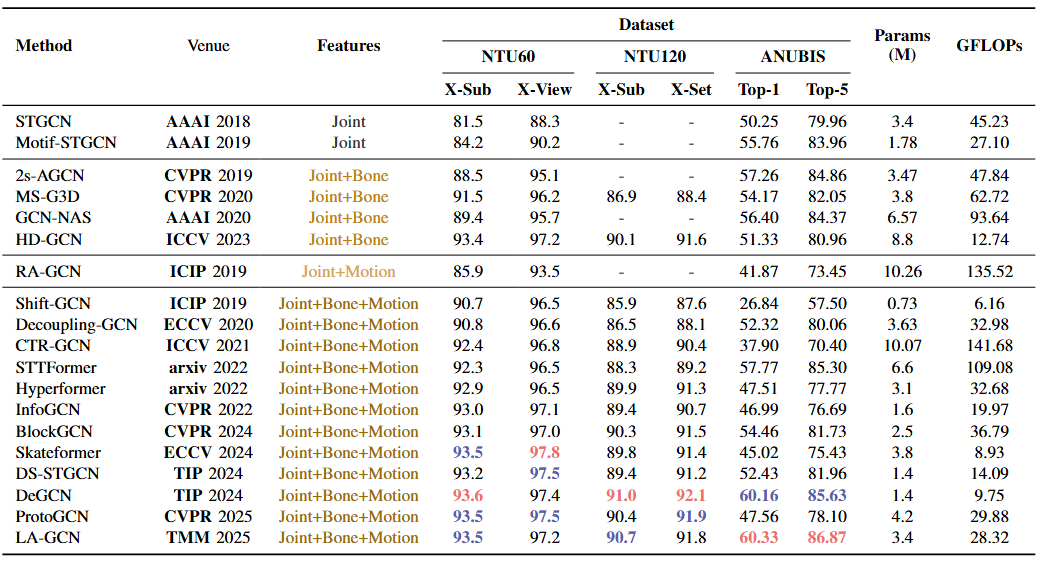 Dataset
Method Venue Features NTU60 NTU120 ANUBIS Params (M) GFLOPs
X-Sub X-View X-Sub X-Set Top-1 Top-5
STGCN AAAI 2018 Joint 81.5 88.3 - - 50.25 79.96 3.4 45.23
Motif-STGCN AAAI 2019 Joint 84.2 90.2 - - 55.76 83.96 1.78 27.10
2s-AGCN CVPR 2019 Joint+Bone 88.5 95.1 - - 57.26 84.86 3.47 47.84
MS-G3D CVPR 2020 Joint+Bone 91.5 96.2 86.9 88.4 54.17 82.05 3.8 62.72
GCN-NAS AAAI 2020 Joint+Bone 89.4 95.7 - - 56.40 84.37 6.57 93.64
HD-GCN ICCV 2023 Joint+Bone 93.4 97.2 90.1 91.6 51.33 80.96 8.8 12.74
RA-GCN ICIP 2019 Joint+Motion 85.9 93.5 - - 41.87 73.45 10.26 135.52
Shift-GCN ICIP 2019 Joint+Bone+Motion 90.7 96.5 85.9 87.6 26.84 57.50 0.73 6.16
Decoupling-GCN ECCV 2020 Joint+Bone+Motion 90.8 96.6 86.5 88.1 52.32 80.06 3.63 32.98
CTR-GCN ICCV 2021 Joint+Bone+Motion 92.4 96.8 88.9 90.4 37.80 70.40 10.07 141.68
STTFormer arxiv 2022 Joint+Bone+Motion 92.3 96.5 88.3 89.2 57.77 85.30 6.6 109.08
Hyperformer arxiv 2022 Joint+Bone+Motion 92.9 96.5 89.9 91.3 47.51 77.77 3.1 32.68
InfoGCN CVPR 2022 Joint+Bone+Motion 93.0 97.1 89.4 90.7 46.99 76.69 1.6 19.97
BlockGCN CVPR 2024 Joint+Bone+Motion 93.1 97.0 90.3 91.5 54.46 81.73 2.5 36.79
Skateformer ECCV 2024 Joint+Bone+Motion 93.5 97.8 89.8 91.4 45.02 75.43 3.8 8.93
DS-STGCN TIP 2024 Joint+Bone+Motion 93.2 97.5 89.4 91.2 52.43 81.96 1.4 14.09
DeGCN TIP 2024 Joint+Bone+Motion 93.6 97.4 91.0 92.1 60.16 85.63 1.4 9.75
ProtoGCN CVPR 2025 Joint+Bone+Motion 93.5 97.5 90.4 91.9 47.56 78.10 4.2 29.88
LA-GCN TMM 2025 Joint+Bone+Motion 93.5 97.2 90.7 91.8 60.33 86.87 3.4 28.32